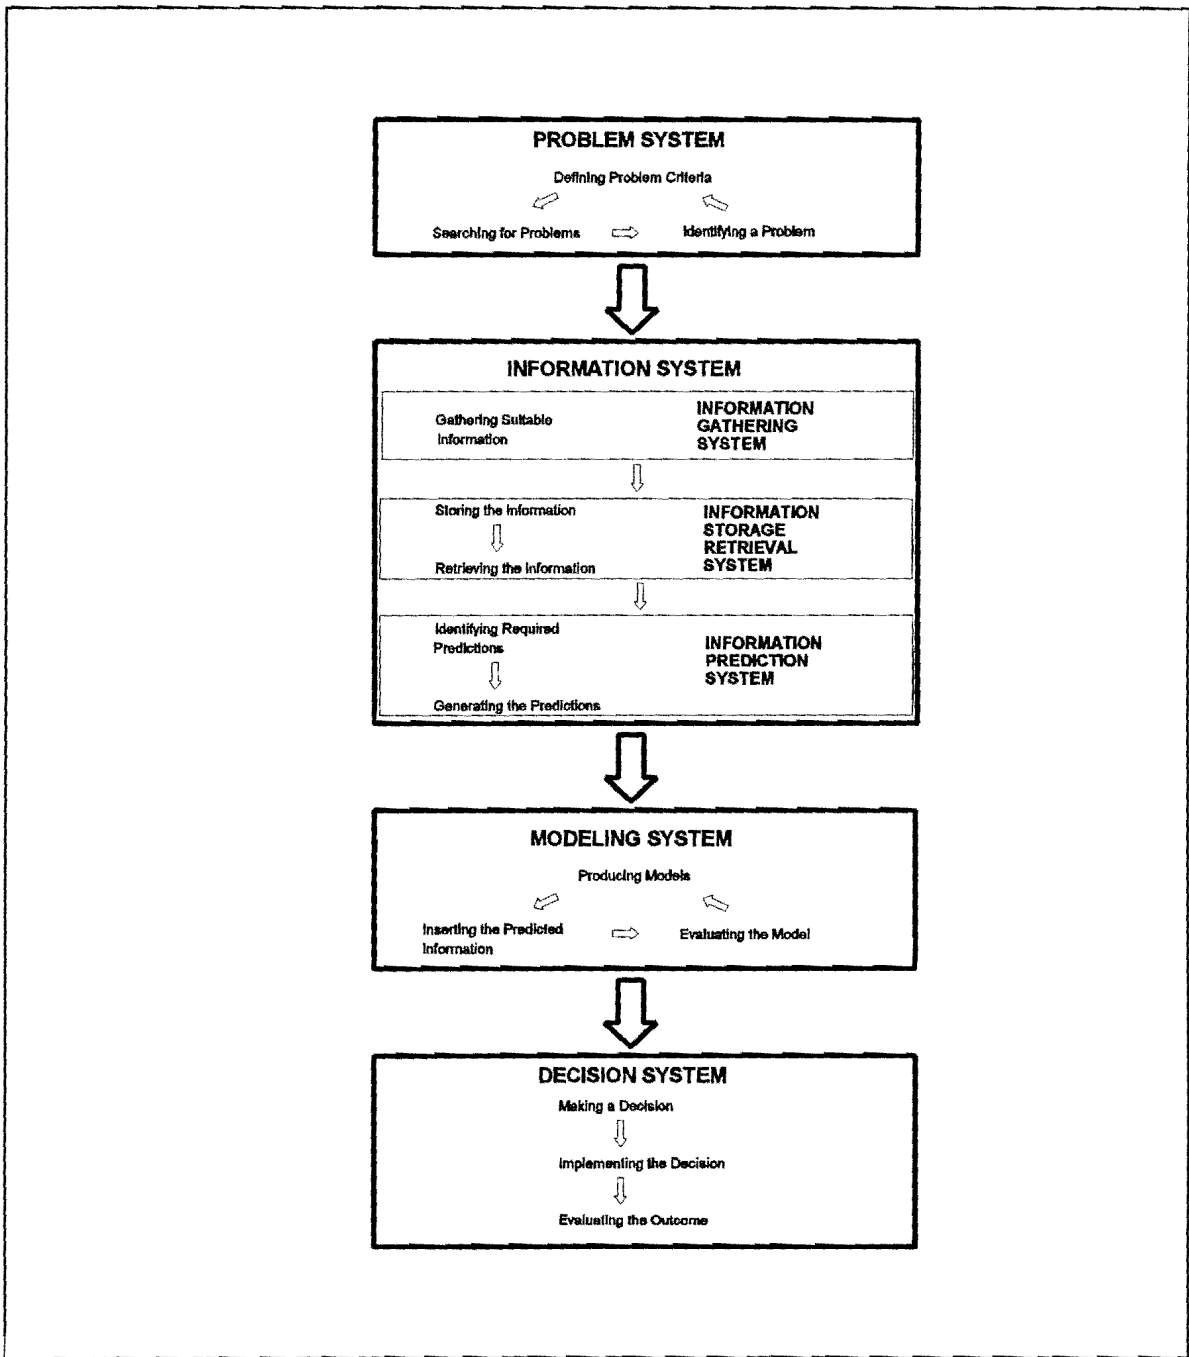 PROBLEM SYSTEM
Defining Problem Criteria
Searching for Problems
Identifying a Problem
INFORMATION SYSTEM
Gathering Suitable
Information
INFORMATION
GATHERING
SYSTEM
Storing the Information
Retrieving the Information
INFORMATION
STORAGE
RETRIEVAL
SYSTEM
Identifying Required
Predictions
Generating the Predictions
INFORMATION
PREDICTION
SYSTEM
MODELING SYSTEM
Producing Models
Inserting the Predicted
Information
Evaluating the Model
DECISION SYSTEM
Making a Decision
Implementing the Decision
Evaluating the Outcome